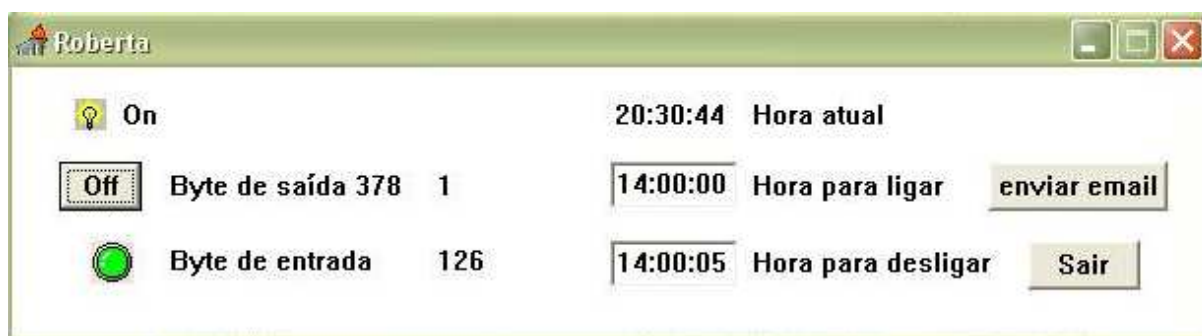 Roberta
On 20:30:44 Hora atual
Off Byte de saída 378 1 14:00:00 Hora para ligar enviar email
Byte de entrada 126 14:00:05 Hora para desligar Sair